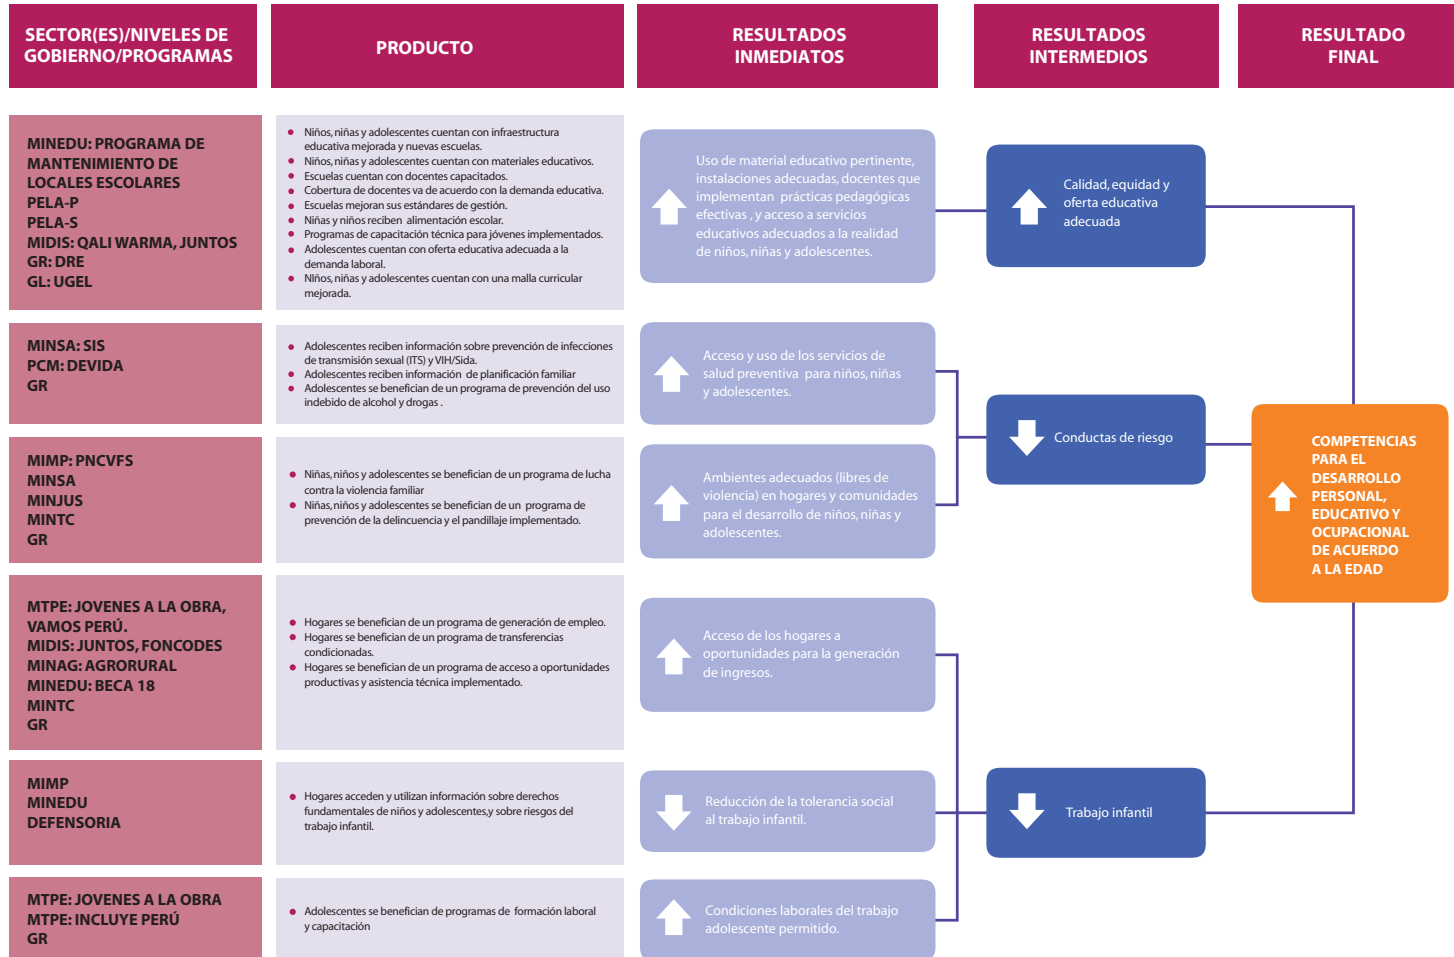 SECTOR(ES)/NIVELES DE
GOBIERNO/PROGRAMAS
PRODUCTO
RESULTADOS
INMEDIATOS
RESULTADOS
INTERMEDIOS
RESULTADO
FINAL
MINEDU: PROGRAMA DE
MANTENIMIENTO DE
LOCALES ESCOLARES
PELA-P
PELA-S
MIDIS: QALI WARMA, JUNTOS
GR: DRE
GL: UGEL
• Niños, niñas y adolescentes cuentan con infraestructura
educativa mejorada y nuevas escuelas.
• Niños, niñas y adolescentes cuentan con materiales educativos.
• Escuelas cuentan con docentes capacitados.
• Cobertura de docentes va de acuerdo con la demanda educativa.
• Escuelas mejoran sus estándares de gestión.
• Niñas y niños reciben alimentación escolar.
• Programas de capacitación técnica para jóvenes implementados.
• Adolescentes cuentan con oferta educativa adecuada a la
demanda laboral.
• NIños, niñas y adolescentes cuentan con una malla curricular
mejorada.
Uso de material educativo pertinente,
instalaciones adecuadas, docentes que
implementan prácticas pedagógicas
efectivas , y acceso a servicios
educativos adecuados a la realidad
de niños, niñas y adolescentes.
Calidad, equidad y
oferta educativa
adecuada
MINSA: SIS
PCM: DEVIDA
GR
• Adolescentes reciben información sobre prevención de infecciones
de transmisión sexual (ITS) y VIH/Sida.
• Adolescentes reciben información de planificación familiar
• Adolescentes se benefician de un programa de prevención del uso
indebido de alcohol y drogas .
Acceso y uso de los servicios de
salud preventiva para niños, niñas
y adolescentes.
Conductas de riesgo
MIMP: PNCVFS
MINSA
MINJUS
MINTC
GR
• Niñas, niños y adolescentes se benefician de un programa de lucha
contra la violencia familiar
• Niñas, niños y adolescentes se benefician de un programa de
prevención de la delincuencia y el pandillaje implementado.
Ambientes adecuados (libres de
violencia) en hogares y comunidades
para el desarrollo de niños, niñas y
adolescentes.
COMPETENCIAS
PARA EL
DESARROLLO
PERSONAL,
EDUCATIVO Y
OCUPACIONAL
DE ACUERDO
A LA EDAD
MTPE: JOVENES A LA OBRA,
VAMOS PERÚ.
MIDIS: JUNTOS, FONCODES
MINAG: AGRORURAL
MINEDU: BECA 18
MINTC
GR
• Hogares se benefician de un programa de generación de empleo.
• Hogares se benefician de un programa de transferencias
condicionadas.
• Hogares se benefician de un programa de acceso a oportunidades
productivas y asistencia técnica implementado.
Acceso de los hogares a
oportunidades para la generación
de ingresos.
MIMP
MINEDU
DEFENSORIA
• Hogares acceden y utilizan información sobre derechos
fundamentales de niños y adolescentes,y sobre riesgos del
trabajo infantil.
Reducción de la tolerancia social
al trabajo infantil.
Trabajo infantil
MTPE: JOVENES A LA OBRA
MTPE: INCLUYE PERÚ
GR
• Adolescentes se benefician de programas de formación laboral
y capacitación
Condiciones laborales del trabajo
adolescente permitido.